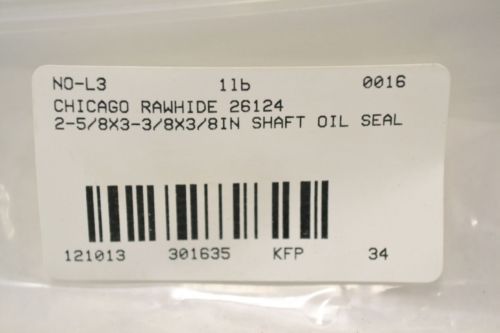 NO-L3 1lb 0016
CHICAGO RAWHIDE 26124
2-5/8X3-3/8X3/8IN SHAFT OIL SEAL
121013 301635 KFP 34